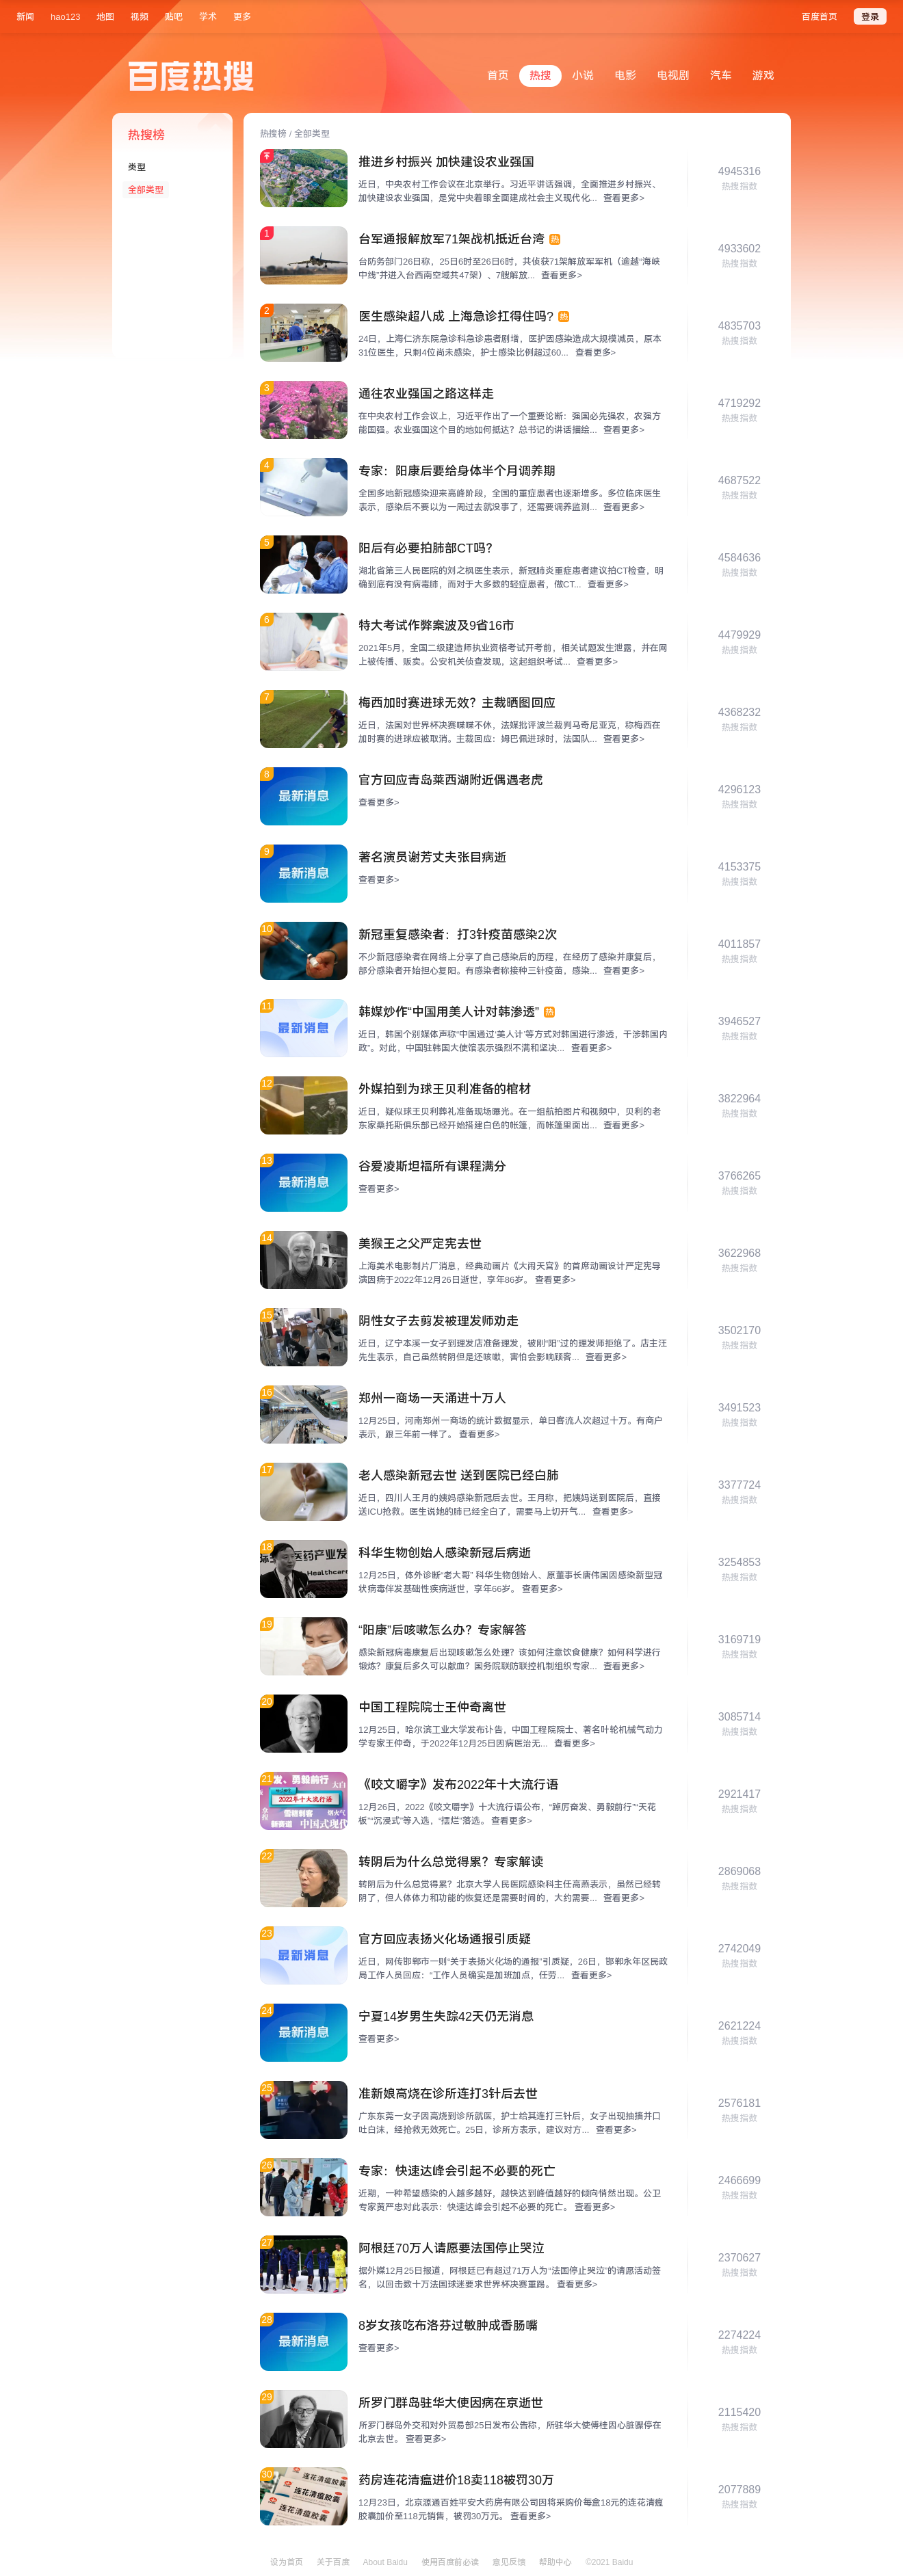 新闻 hao123 地图 视频 贴吧 学术 更多 百度首页 登录
百度热搜
首页 热搜 小说 电影 电视剧 汽车 游戏
热搜榜
类型
全部类型
热搜榜 / 全部类型
推进乡村振兴 加快建设农业强国
近日，中央农村工作会议在北京举行。习近平讲话强调，全面推进乡村振兴、
加快建设农业强国，是党中央着眼全面建成社会主义现代化... 查看更多>
4945316
热搜指数
1
台军通报解放军71架战机抵近台湾 热
台防务部门26日称，25日6时至26日6时，共侦获71架解放军军机（逾越“海峡
中线”并进入台西南空域共47架）、7艘解放... 查看更多>
4933602
热搜指数
2
医生感染超八成 上海急诊扛得住吗? 热
24日，上海仁济东院急诊科急诊患者剧增，医护因感染造成大规模减员，原本
31位医生，只剩4位尚未感染，护士感染比例超过60... 查看更多>
4835703
热搜指数
3
通往农业强国之路这样走
在中央农村工作会议上，习近平作出了一个重要论断：强国必先强农，农强方
能国强。农业强国这个目的地如何抵达？总书记的讲话描绘... 查看更多>
4719292
热搜指数
4
专家：阳康后要给身体半个月调养期
全国多地新冠感染迎来高峰阶段，全国的重症患者也逐渐增多。多位临床医生
表示，感染后不要以为一周过去就没事了，还需要调养监测... 查看更多>
4687522
热搜指数
5
阳后有必要拍肺部CT吗？
湖北省第三人民医院的刘之枫医生表示，新冠肺炎重症患者建议拍CT检查，明
确到底有没有病毒肺，而对于大多数的轻症患者，做CT... 查看更多>
4584636
热搜指数
6
特大考试作弊案波及9省16市
2021年5月，全国二级建造师执业资格考试开考前，相关试题发生泄露，并在网
上被传播、贩卖。公安机关侦查发现，这起组织考试... 查看更多>
4479929
热搜指数
7
梅西加时赛进球无效？主裁晒图回应
近日，法国对世界杯决赛喋喋不休，法媒批评波兰裁判马奇尼亚克，称梅西在
加时赛的进球应被取消。主裁回应：姆巴佩进球时，法国队... 查看更多>
4368232
热搜指数
8
最新消息
官方回应青岛莱西湖附近偶遇老虎
查看更多>
4296123
热搜指数
9
最新消息
著名演员谢芳丈夫张目病逝
查看更多>
4153375
热搜指数
10
新冠重复感染者：打3针疫苗感染2次
不少新冠感染者在网络上分享了自己感染后的历程，在经历了感染并康复后，
部分感染者开始担心复阳。有感染者称接种三针疫苗，感染... 查看更多>
4011857
热搜指数
11
最新消息
韩媒炒作“中国用美人计对韩渗透” 热
近日，韩国个别媒体声称“中国通过‘美人计’等方式对韩国进行渗透，干涉韩国内
政”。对此，中国驻韩国大使馆表示强烈不满和坚决... 查看更多>
3946527
热搜指数
12
外媒拍到为球王贝利准备的棺材
近日，疑似球王贝利葬礼准备现场曝光。在一组航拍图片和视频中，贝利的老
东家桑托斯俱乐部已经开始搭建白色的帐篷，而帐篷里面出... 查看更多>
3822964
热搜指数
13
最新消息
谷爱凌斯坦福所有课程满分
查看更多>
3766265
热搜指数
14
美猴王之父严定宪去世
上海美术电影制片厂消息，经典动画片《大闹天宫》的首席动画设计严定宪导
演因病于2022年12月26日逝世，享年86岁。 查看更多>
3622968
热搜指数
15
阴性女子去剪发被理发师劝走
近日，辽宁本溪一女子到理发店准备理发，被刚“阳”过的理发师拒绝了。店主汪
先生表示，自己虽然转阴但是还咳嗽，害怕会影响顾客... 查看更多>
3502170
热搜指数
16
郑州一商场一天涌进十万人
12月25日，河南郑州一商场的统计数据显示，单日客流人次超过十万。有商户
表示，跟三年前一样了。 查看更多>
3491523
热搜指数
17
老人感染新冠去世 送到医院已经白肺
近日，四川人王月的姨妈感染新冠后去世。王月称，把姨妈送到医院后，直接
送ICU抢救。医生说她的肺已经全白了，需要马上切开气... 查看更多>
3377724
热搜指数
18
科华生物创始人感染新冠后病逝
12月25日，体外诊断“老大哥” 科华生物创始人、原董事长唐伟国因感染新型冠
状病毒伴发基础性疾病逝世，享年66岁。 查看更多>
3254853
热搜指数
19
“阳康”后咳嗽怎么办？专家解答
感染新冠病毒康复后出现咳嗽怎么处理？该如何注意饮食健康？如何科学进行
锻炼？康复后多久可以献血？国务院联防联控机制组织专家... 查看更多>
3169719
热搜指数
20
中国工程院院士王仲奇离世
12月25日，哈尔滨工业大学发布讣告，中国工程院院士、著名叶轮机械气动力
学专家王仲奇，于2022年12月25日因病医治无... 查看更多>
3085714
热搜指数
21
2022年十大流行语
《咬文嚼字》发布2022年十大流行语
12月26日，2022《咬文嚼字》十大流行语公布，“踔厉奋发、勇毅前行”“天花
板”“沉浸式”等入选，“摆烂”落选。 查看更多>
2921417
热搜指数
22
转阴后为什么总觉得累？专家解读
转阴后为什么总觉得累？北京大学人民医院感染科主任高燕表示，虽然已经转
阴了，但人体体力和功能的恢复还是需要时间的，大约需要... 查看更多>
2869068
热搜指数
23
最新消息
官方回应表扬火化场通报引质疑
近日，网传邯郸市一则“关于表扬火化场的通报”引质疑，26日，邯郸永年区民政
局工作人员回应：“工作人员确实是加班加点，任劳... 查看更多>
2742049
热搜指数
24
最新消息
宁夏14岁男生失踪42天仍无消息
查看更多>
2621224
热搜指数
25
准新娘高烧在诊所连打3针后去世
广东东莞一女子因高烧到诊所就医，护士给其连打三针后，女子出现抽搐并口
吐白沫，经抢救无效死亡。25日，诊所方表示，建议对方... 查看更多>
2576181
热搜指数
26
专家：快速达峰会引起不必要的死亡
近期，一种希望感染的人越多越好，越快达到峰值越好的倾向悄然出现。公卫
专家黄严忠对此表示：快速达峰会引起不必要的死亡。 查看更多>
2466699
热搜指数
27
阿根廷70万人请愿要法国停止哭泣
据外媒12月25日报道，阿根廷已有超过71万人为“法国停止哭泣”的请愿活动签
名，以回击数十万法国球迷要求世界杯决赛重踢。 查看更多>
2370627
热搜指数
28
最新消息
8岁女孩吃布洛芬过敏肿成香肠嘴
查看更多>
2274224
热搜指数
29
所罗门群岛驻华大使因病在京逝世
所罗门群岛外交和对外贸易部25日发布公告称，所驻华大使傅桂因心脏骤停在
北京去世。 查看更多>
2115420
热搜指数
30
连花清瘟胶囊
药房连花清瘟进价18卖118被罚30万
12月23日，北京源通百姓平安大药房有限公司因将采购价每盒18元的连花清瘟
胶囊加价至118元销售，被罚30万元。 查看更多>
2077889
热搜指数
设为首页 关于百度 About Baidu 使用百度前必读 意见反馈 帮助中心 ©2021 Baidu